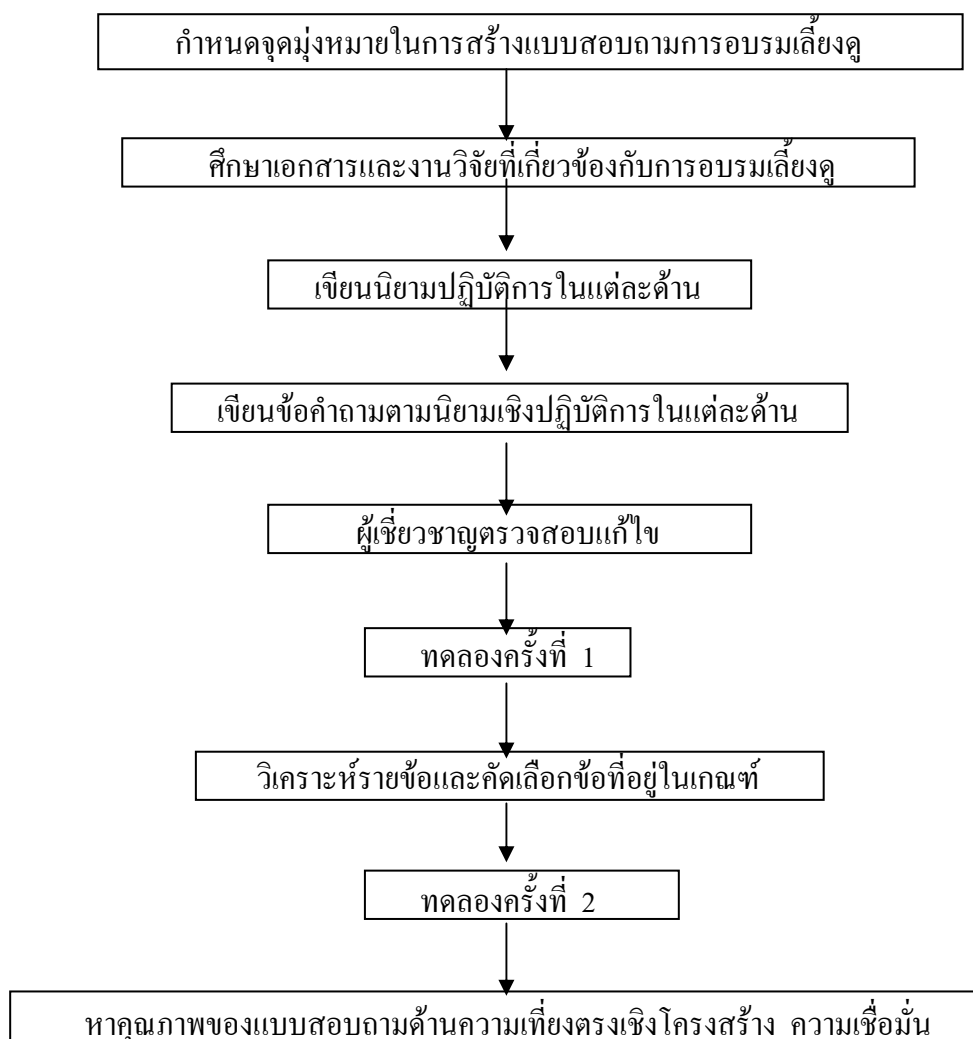 กำหนดจุดมุ่งหมายในการสร้างแบบสอบถามการอบรมเลี้ยงดู
ศึกษาเอกสารและงานวิจัยที่เกี่ยวข้องกับการอบรมเลี้ยงดู
เขียนนิยามปฏิบัติการในแต่ละด้าน
เขียนข้อคำถามตามนิยามเชิงปฏิบัติการในแต่ละด้าน
ผู้เชี่ยวชาญตรวจสอบแก้ไข
ทดลองครั้งที่ 1
วิเคราะห์รายข้อและคัดเลือกข้อที่อยู่ในเกณฑ์
ทดลองครั้งที่ 2
หาคุณภาพของแบบสอบถามด้านความเที่ยงตรงเชิงโครงสร้าง ความเชื่อมั่น